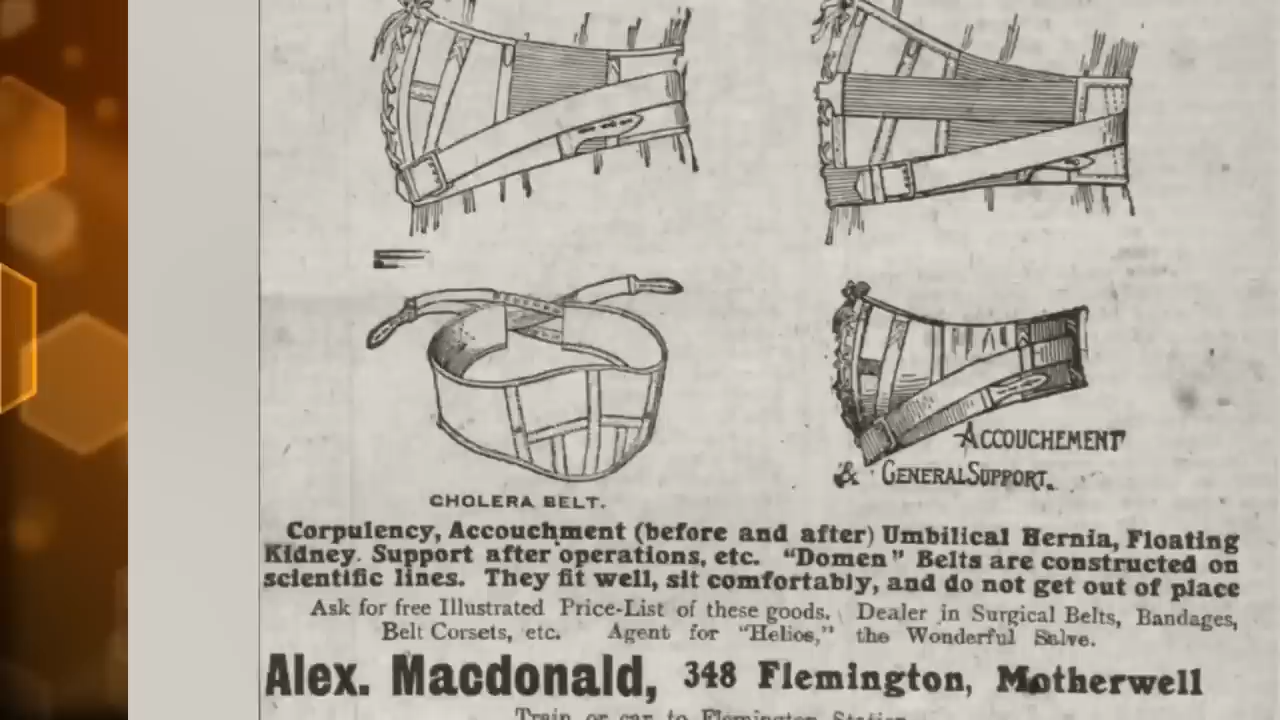 CHOLERA BELT.
ACCOUCHEMENT
& GENERAL SUPPORT.
Corpulency, Accouchment (before and after) Umbilical Hernia, Floating
Kidney. Support after operations, etc. "Domen" Belts are constructed on
scientific lines. They fit well, sit comfortably, and do not get out of place
Ask for free Illustrated Price-List of these goods. Dealer in Surgical Belts, Bandages,
Belt Corsets, etc. Agent for "Helios," the Wonderful Salve.
Alex. Macdonald, 348 Flemington, Motherwell
Train or car to Flemington Station